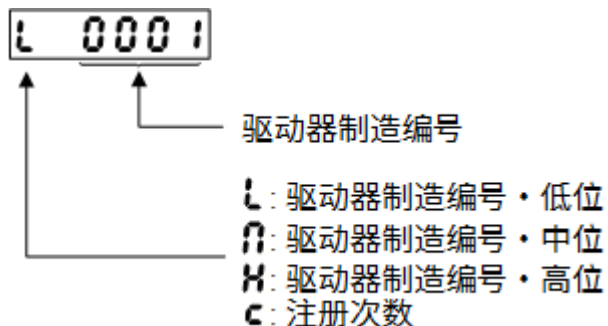 L 0001
驱动器制造编号
L: 驱动器制造编号・低位
n: 驱动器制造编号・中位
H: 驱动器制造编号・高位
c: 注册次数